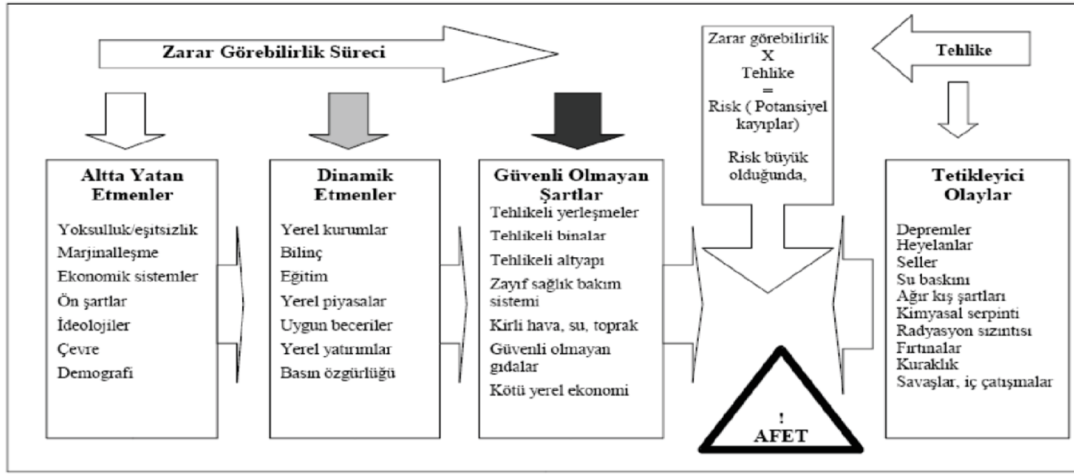 Zarar Görebilirlik Süreci
Zarar görebilirlik
X
Tehlike
=
Risk ( Potansiyel
kayıplar)
Risk büyük
olduğunda,
Tehlike
Altta Yatan
Etmenler
Yoksulluk/eşitsizlik
Marjinalleşme
Ekonomik sistemler
Ön şartlar
İdeolojiler
Çevre
Demografi
Dinamik
Etmenler
Yerel kurumlar
Bilinç
Eğitim
Yerel piyasalar
Uygun beceriler
Yerel yatırımlar
Basın özgürlüğü
Güvenli Olmayan
Şartlar
Tehlikeli yerleşmeler
Tehlikeli binalar
Tehlikeli altyapı
Zayıf sağlık bakım
sistemi
Kirli hava, su, toprak
Güvenli olmayan
gıdalar
Kötü yerel ekonomi
!
AFET
Tetikleyici
Olaylar
Depremler
Heyelanlar
Seller
Su baskını
Ağır kış şartları
Kimyasal serpinti
Radyasyon sızıntısı
Fırtınalar
Kuraklık
Savaşlar, iç çatışmalar